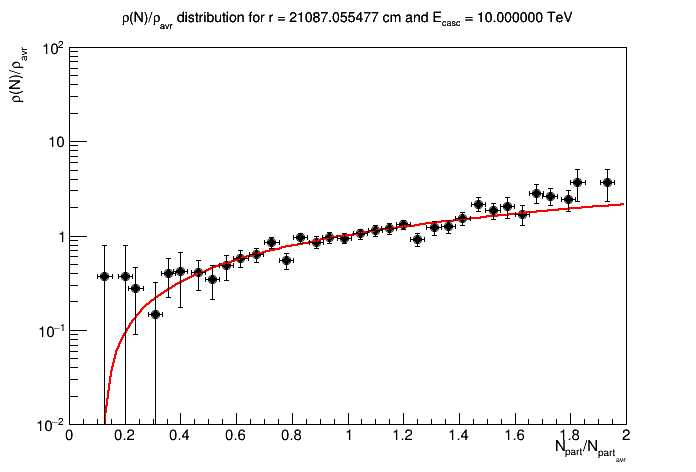 ρ(N)/ρavr distribution for r = 21087.055477 cm and Ecasc = 10.000000 TeV
ρ(N)/ρavr
10²
10
1
10⁻¹
10⁻²
0 0.2 0.4 0.6 0.8 1 1.2 1.4 1.6 1.8 2
Npart/Npartavr